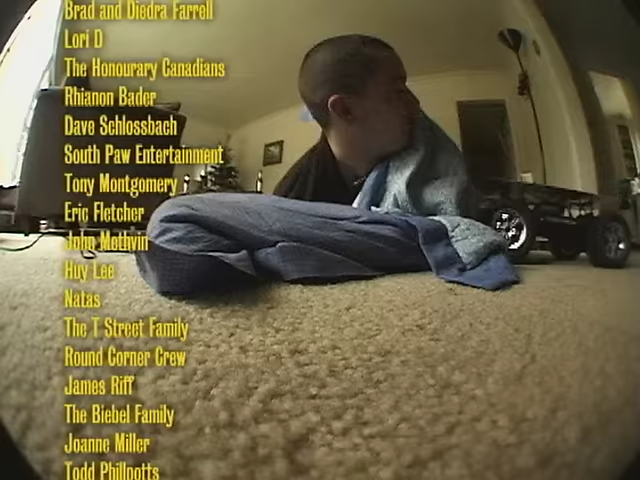 Brad and Diedra Farrell
Lori D
The Honourary Canadians
Rhianon Bader
Dave Schlossbach
South Paw Entertainment
Tony Montgomery
Eric Fletcher
John Methvin
Huy Lee
Natas
The T Street Family
Round Corner Crew
James Riff
The Biebel Family
Joanne Miller
Todd Phillpotts